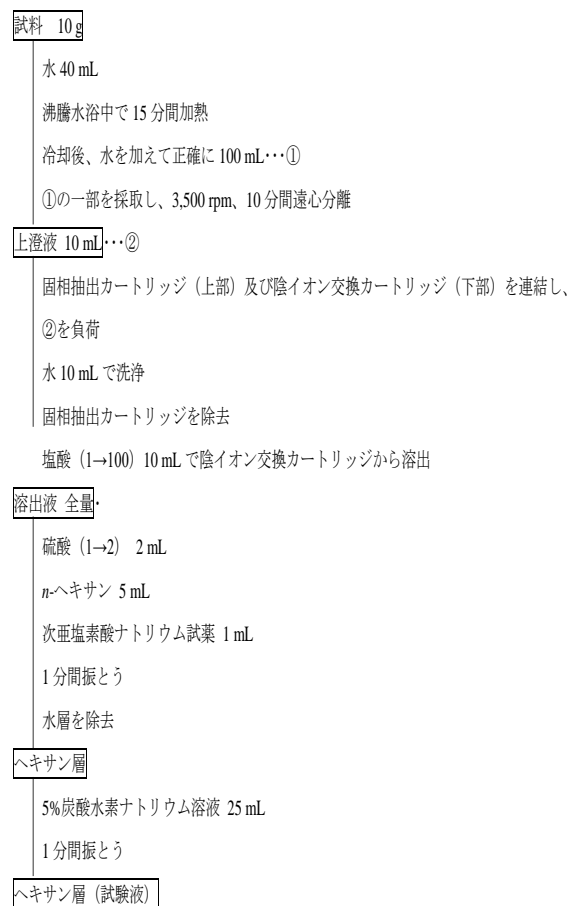 試料　10 g
水 40 mL
沸騰水浴中で 15 分間加熱
冷却後、水を加えて正確に 100 mL･･･①
①の一部を採取し、3,500 rpm、10 分間遠心分離
上澄液 10 mL･･･②
固相抽出カートリッジ（上部）及び陰イオン交換カートリッジ（下部）を連結し、
②を負荷
水 10 mL で洗浄
固相抽出カートリッジを除去
塩酸（1→100）10 mL で陰イオン交換カートリッジから溶出
溶出液 全量･
硫酸（1→2） 2 mL
n-ヘキサン 5 mL
次亜塩素酸ナトリウム試薬 1 mL
1 分間振とう
水層を除去
ヘキサン層
5%炭酸水素ナトリウム溶液 25 mL
1 分間振とう
ヘキサン層（試験液）